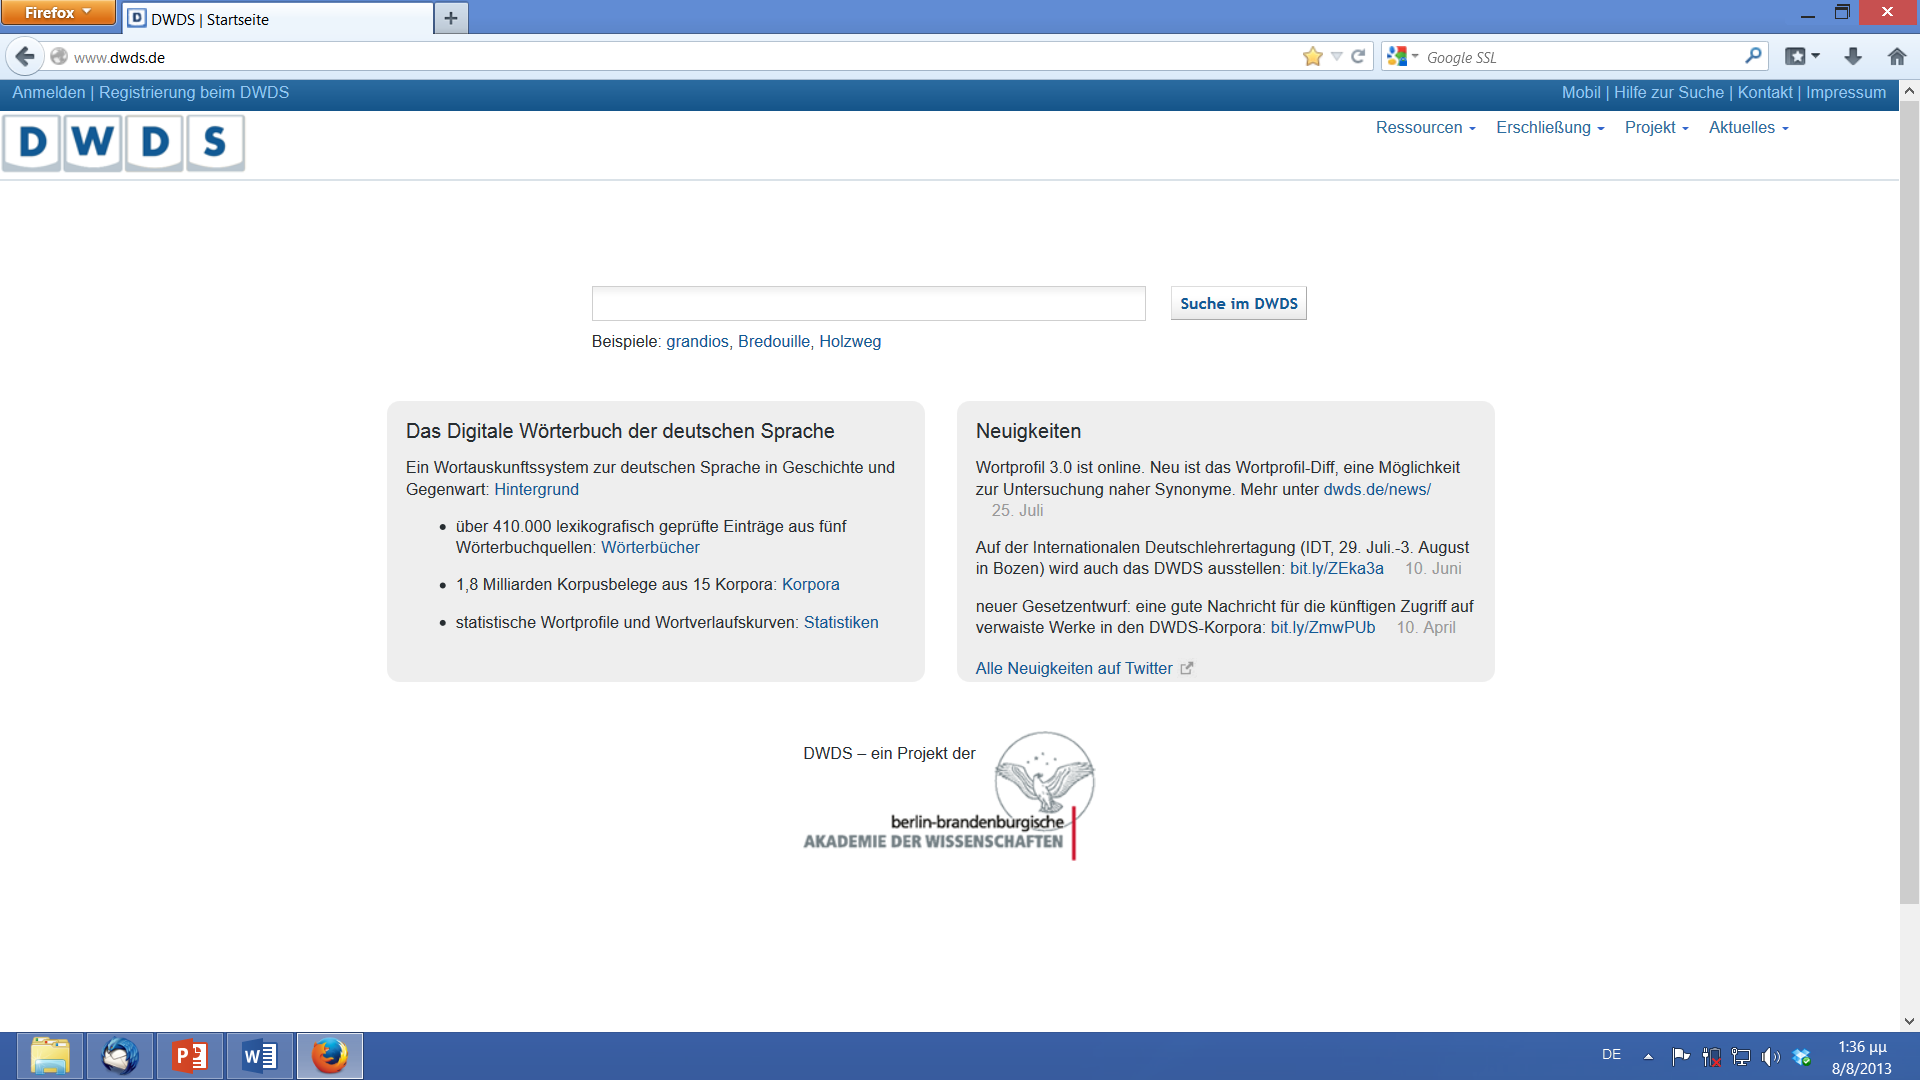 Firefox
DWDS | Startseite
www.dwds.de
Google SSL
Anmelden | Registrierung beim DWDS
Mobil | Hilfe zur Suche | Kontakt | Impressum
D W D S
Ressourcen Erschließung Projekt Aktuelles
Suche im DWDS
Beispiele: grandios, Bredouille, Holzweg
Das Digitale Wörterbuch der deutschen Sprache
Ein Wortauskunftssystem zur deutschen Sprache in Geschichte und
Gegenwart: Hintergrund
• über 410.000 lexikografisch geprüfte Einträge aus fünf
Wörterbuchquellen: Wörterbücher
• 1,8 Milliarden Korpusbelege aus 15 Korpora: Korpora
• statistische Wortprofile und Wortverlaufskurven: Statistiken
Neuigkeiten
Wortprofil 3.0 ist online. Neu ist das Wortprofil-Diff, eine Möglichkeit
zur Untersuchung naher Synonyme. Mehr unter dwds.de/news/
25. Juli
Auf der Internationalen Deutschlehrertagung (IDT, 29. Juli.-3. August
in Bozen) wird auch das DWDS ausstellen: bit.ly/ZEka3a 10. Juni
neuer Gesetzentwurf: eine gute Nachricht für die künftigen Zugriff auf
verwaiste Werke in den DWDS-Korpora: bit.ly/ZmwPUb 10. April
Alle Neuigkeiten auf Twitter
DWDS – ein Projekt der
berlin-brandenburgische
AKADEMIE DER WISSENSCHAFTEN
DE
1:36 μμ
8/8/2013